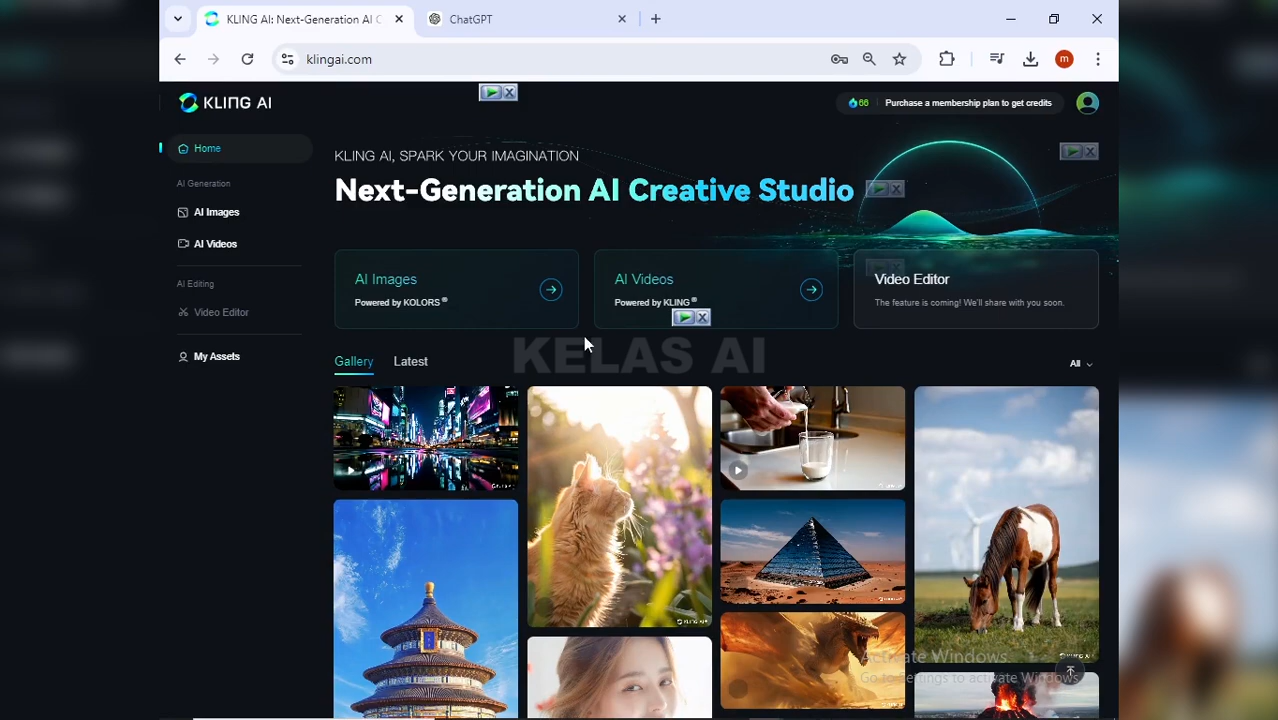 KLING AI: Next-Generation AI C
ChatGPT
klingai.com
m
KLING AI
66 Purchase a membership plan to get credits
Home
AI Generation
AI Images
AI Videos
AI Editing
Video Editor
My Assets
KLING AI, SPARK YOUR IMAGINATION
Next-Generation AI Creative Studio
AI Images
Powered by KOLORS®
AI Videos
Powered by KLING®
Video Editor
The feature is coming! We'll share with you soon.
KELAS AI
Gallery Latest
All
KLING AI
Activate Windows
Go to Settings to activate Windows.